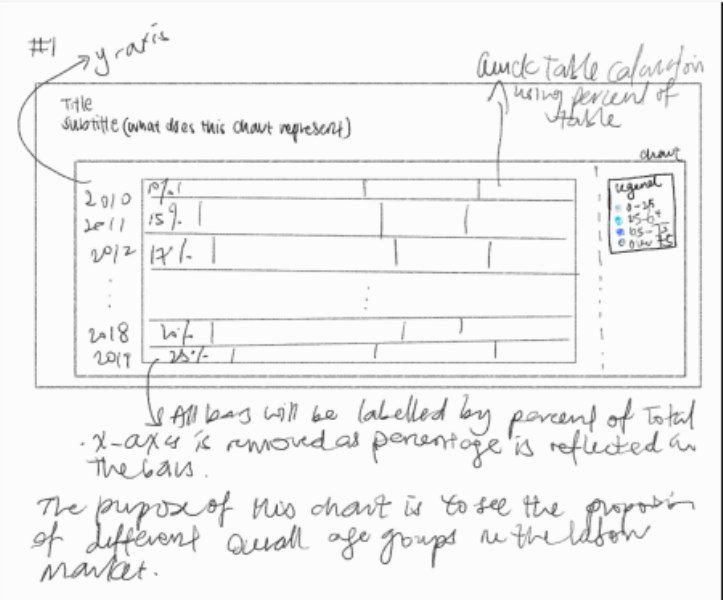 #1
y-axis
Quick Table calculation
using percent of
table
Title
Subtitle (what does this chart represent)
chart
2010 10%
2011 15%
2012 17%
legend
0-25
25-64
65-75
Over 75
2018 20%
2019 25%
All bars will be labelled by percent of Total
· x-axis is removed as percentage is reflected in
the bars.
The purpose of this chart is to see the proportion
of different age groups in the labor
market.